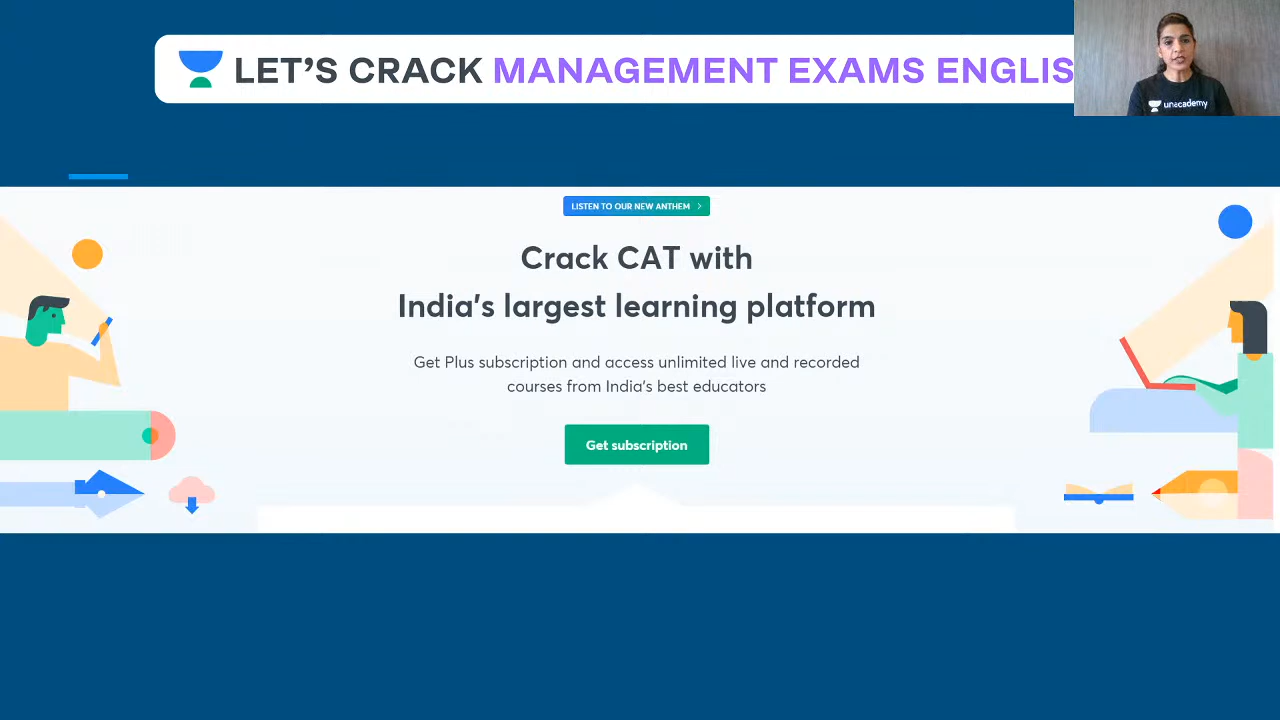 LET'S CRACK MANAGEMENT EXAMS ENGLIS
unacademy
LISTEN TO OUR NEW ANTHEM >
Crack CAT with
India's largest learning platform
Get Plus subscription and access unlimited live and recorded
courses from India's best educators
Get subscription